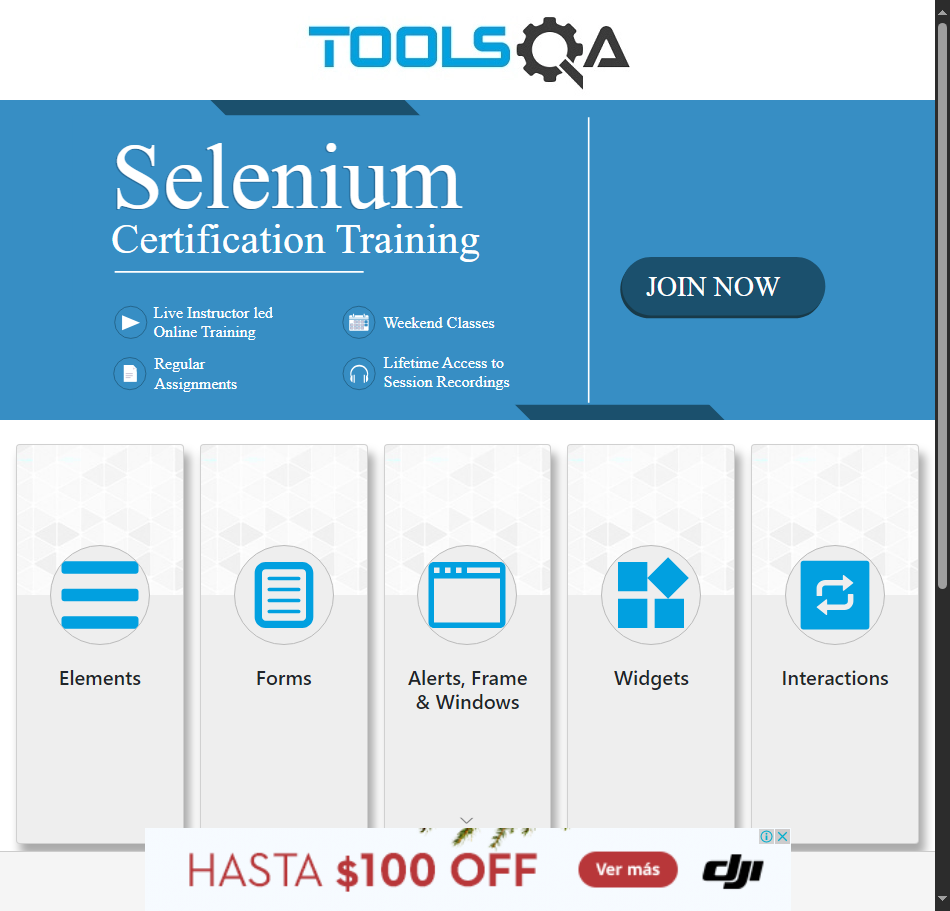 TOOLSQA
Selenium
Certification Training
JOIN NOW
Live Instructor led
Online Training
Weekend Classes
Regular
Assignments
Lifetime Access to
Session Recordings
Elements
Forms
Alerts, Frame
& Windows
Widgets
Interactions
HASTA $100 OFF
Ver más
dji